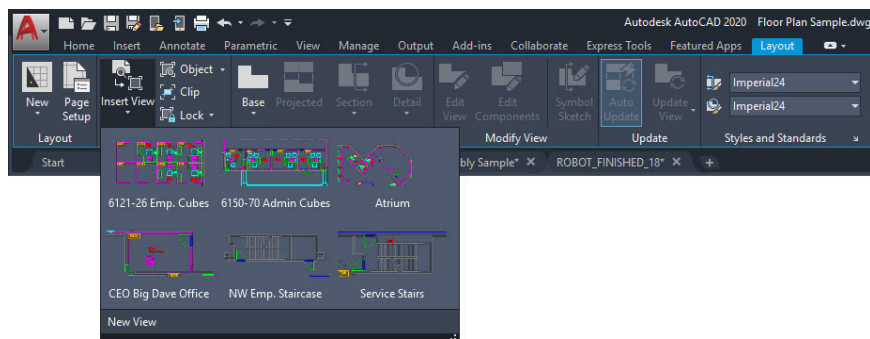 Autodesk AutoCAD 2020 Floor Plan Sample.dwg
Home Insert Annotate Parametric View Manage Output Add-ins Collaborate Express Tools Featured Apps Layout
New
Page
Setup
Insert View
Object
Clip
Lock
Base
Projected
Section
Detail
Edit
View
Edit
Components
Symbol
Sketch
Auto
Update
Update
View
Imperial24
Imperial24
Layout
Modify View
Update
Styles and Standards
Start
bly Sample*
ROBOT_FINISHED_18*
6121-26 Emp. Cubes
6150-70 Admin Cubes
Atrium
CEO Big Dave Office
NW Emp. Staircase
Service Stairs
New View